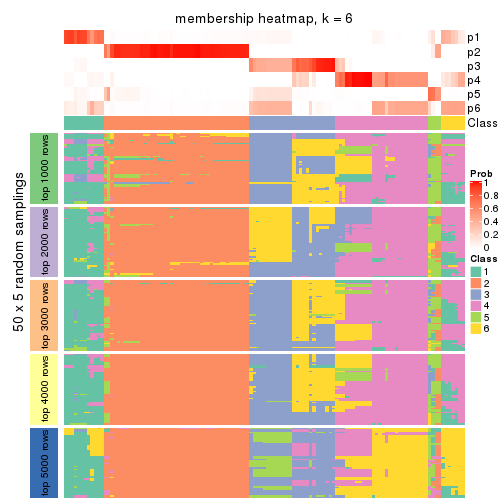 membership heatmap, k = 6
p1
p2
p3
p4
p5
p6
Class
50 x 5 random samplings
top 1000 rows
top 2000 rows
top 3000 rows
top 4000 rows
top 5000 rows
Prob
1
0.8
0.6
0.4
0.2
0
Class
1
2
3
4
5
6